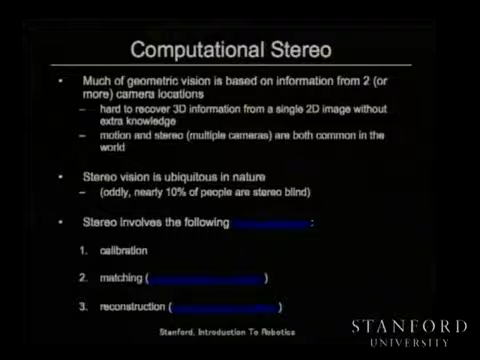 Computational Stereo
• Much of geometric vision is based on information from 2 (or
more) camera locations
– hard to recover 3D information from a single 2D image without
extra knowledge
– motion and stereo (multiple cameras) are both common in the
world
• Stereo vision is ubiquitous in nature
– (oddly, nearly 10% of people are stereo blind)
• Stereo involves the following :
1. calibration
2. matching ( )
3. reconstruction ( )
Stanford, Introduction To Robotics
STANFORD
UNIVERSITY